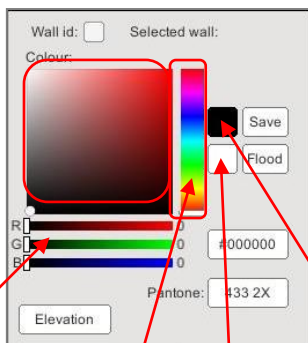 Wall id: Selected wall:
Colour:
Save
Flood
R 0
G 0
B 0
#000000
Pantone: 433 2X
Elevation